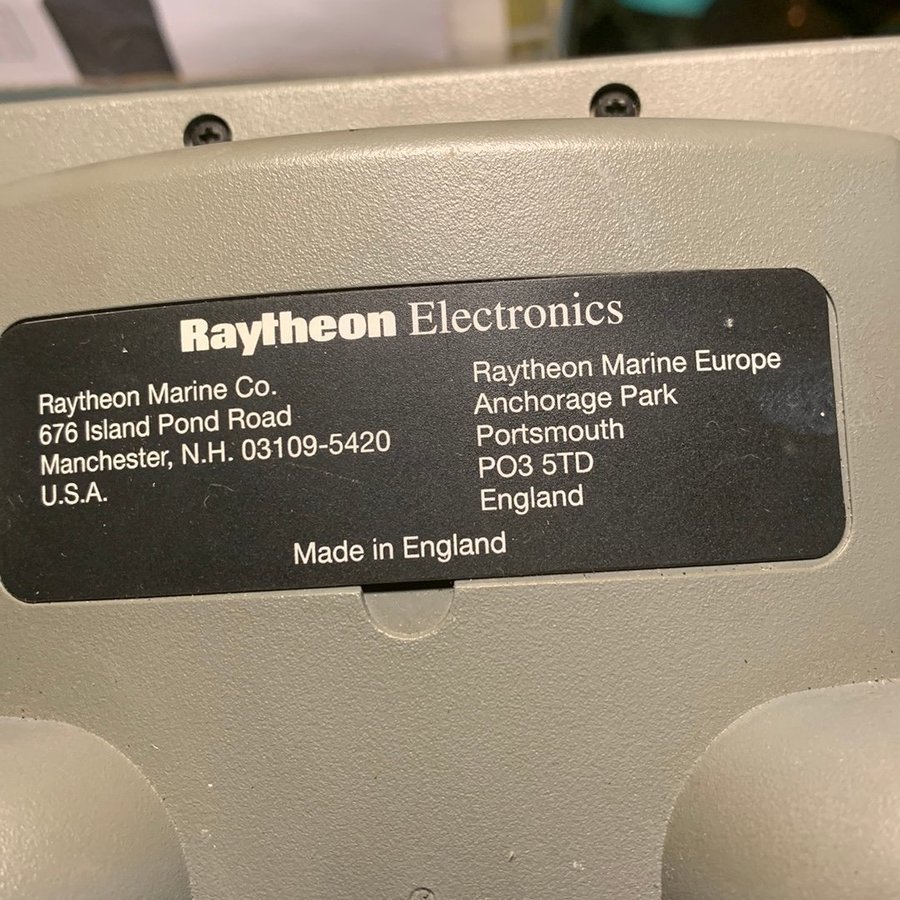 Raytheon Electronics
Raytheon Marine Co.
676 Island Pond Road
Manchester, N.H. 03109-5420
U.S.A.
Raytheon Marine Europe
Anchorage Park
Portsmouth
PO3 5TD
England
Made in England